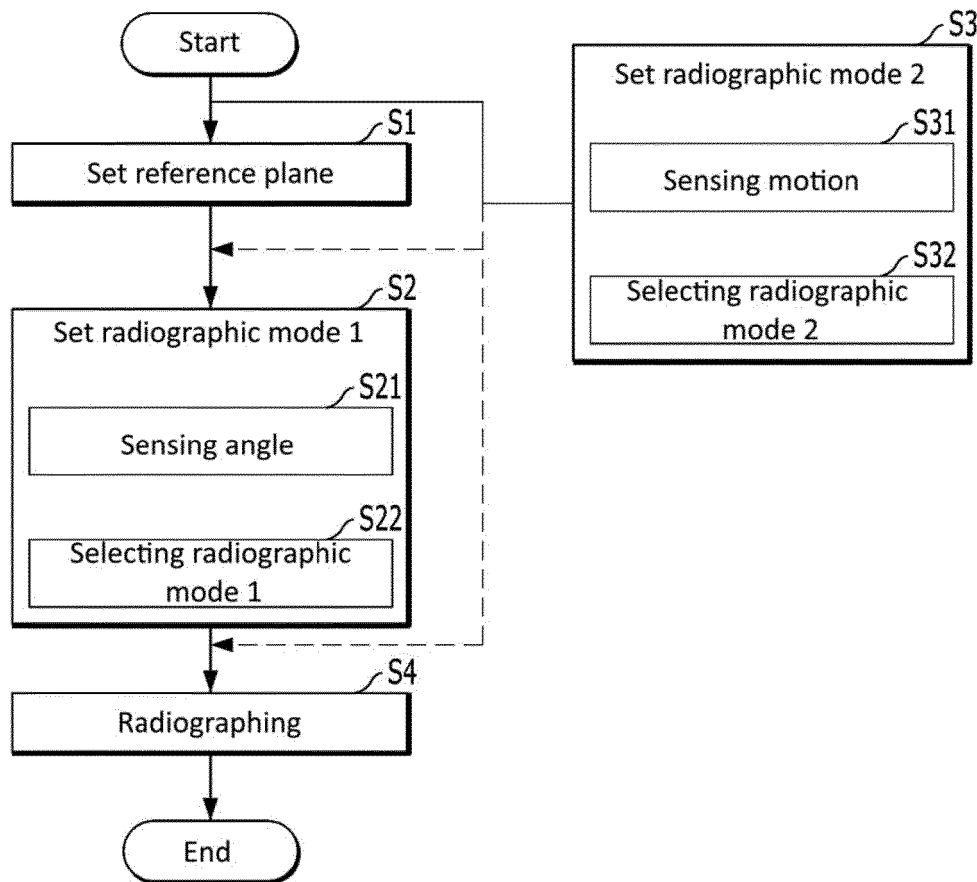 Start
S1
Set reference plane
S2
Set radiographic mode 1
S21
Sensing angle
S22
Selecting radiographic
mode 1
S4
Radiographing
End
S3
Set radiographic mode 2
S31
Sensing motion
S32
Selecting radiographic
mode 2